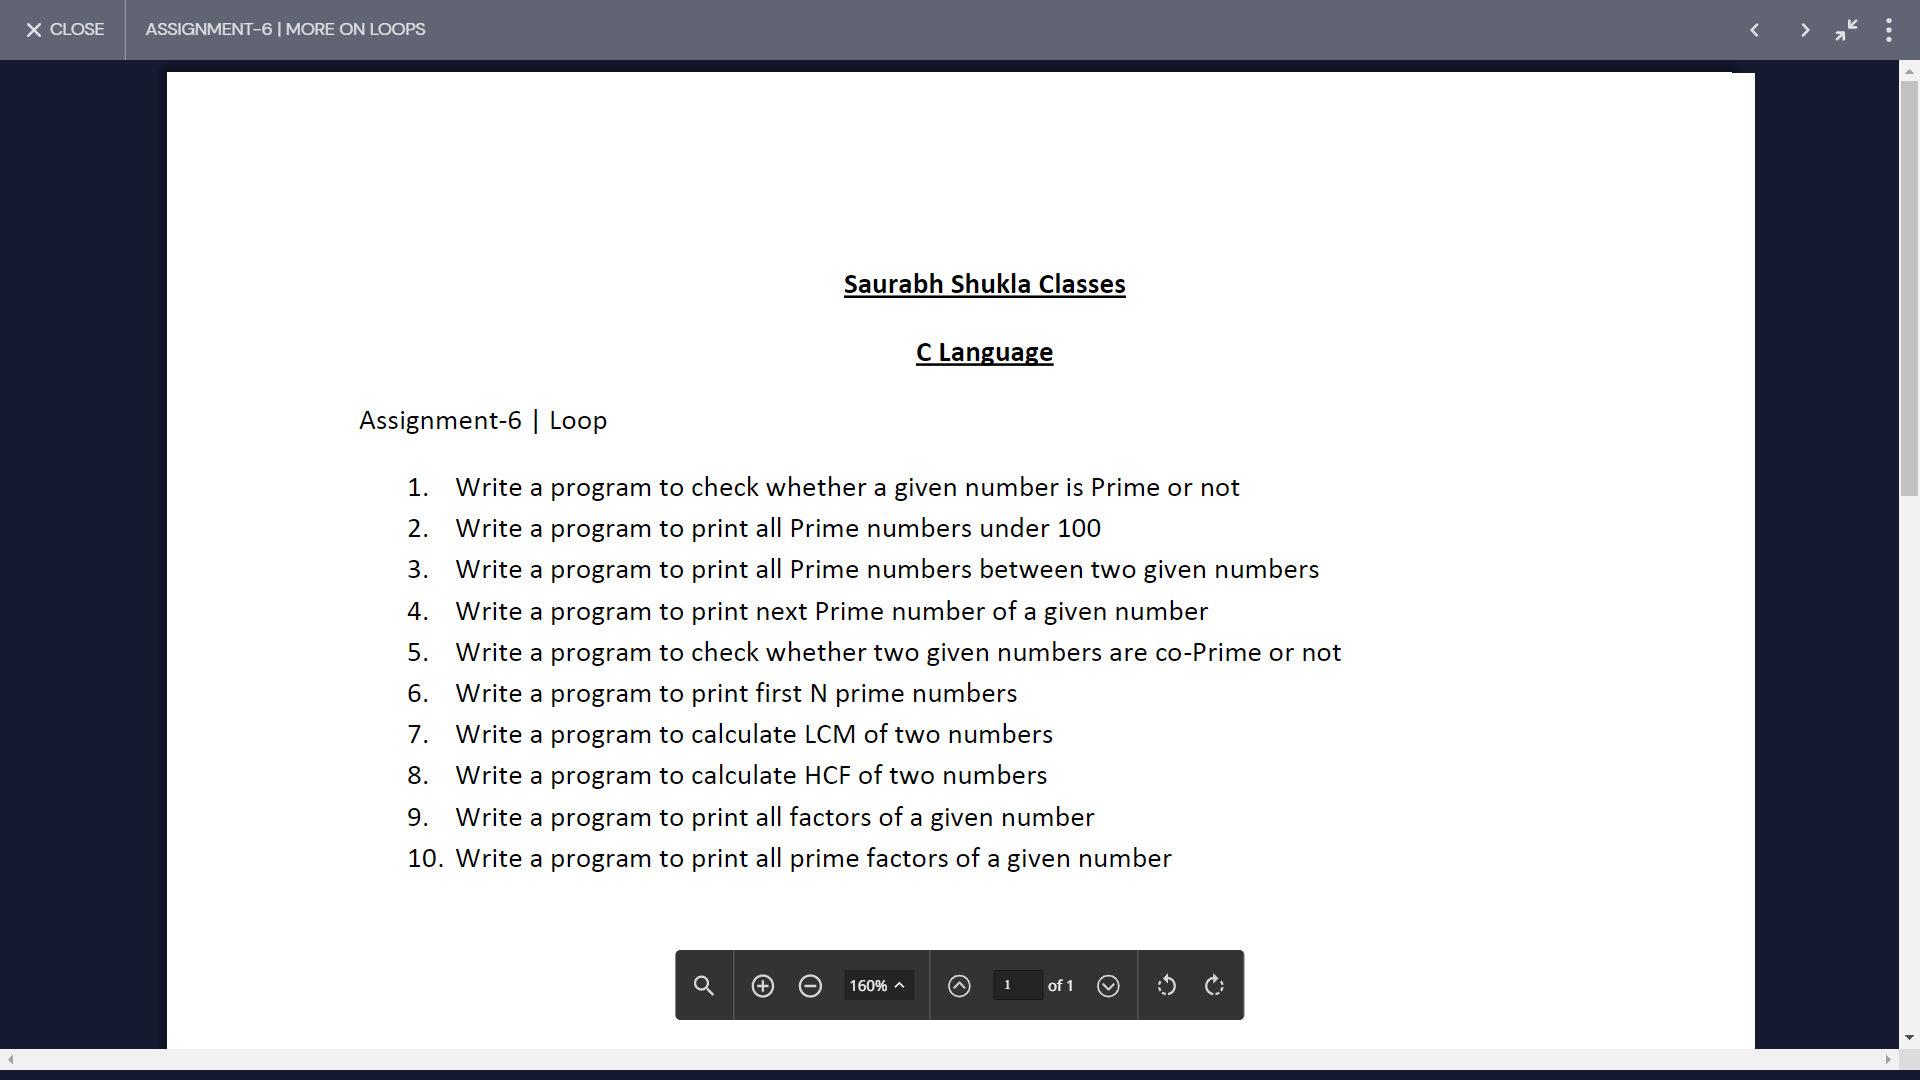 CLOSE
ASSIGNMENT-6 | MORE ON LOOPS
Saurabh Shukla Classes
C Language
Assignment-6 | Loop
1. Write a program to check whether a given number is Prime or not
2. Write a program to print all Prime numbers under 100
3. Write a program to print all Prime numbers between two given numbers
4. Write a program to print next Prime number of a given number
5. Write a program to check whether two given numbers are co-Prime or not
6. Write a program to print first N prime numbers
7. Write a program to calculate LCM of two numbers
8. Write a program to calculate HCF of two numbers
9. Write a program to print all factors of a given number
10. Write a program to print all prime factors of a given number
160% 1 of 1